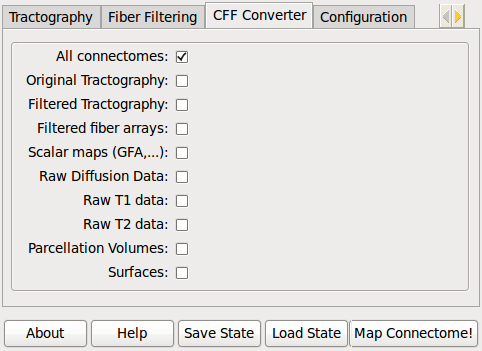 Tractography Fiber Filtering CFF Converter Configuration
All connectomes:
Original Tractography:
Filtered Tractography:
Filtered fiber arrays:
Scalar maps (GFA,...):
Raw Diffusion Data:
Raw T1 data:
Raw T2 data:
Parcellation Volumes:
Surfaces:
About Help Save State Load State Map Connectome!